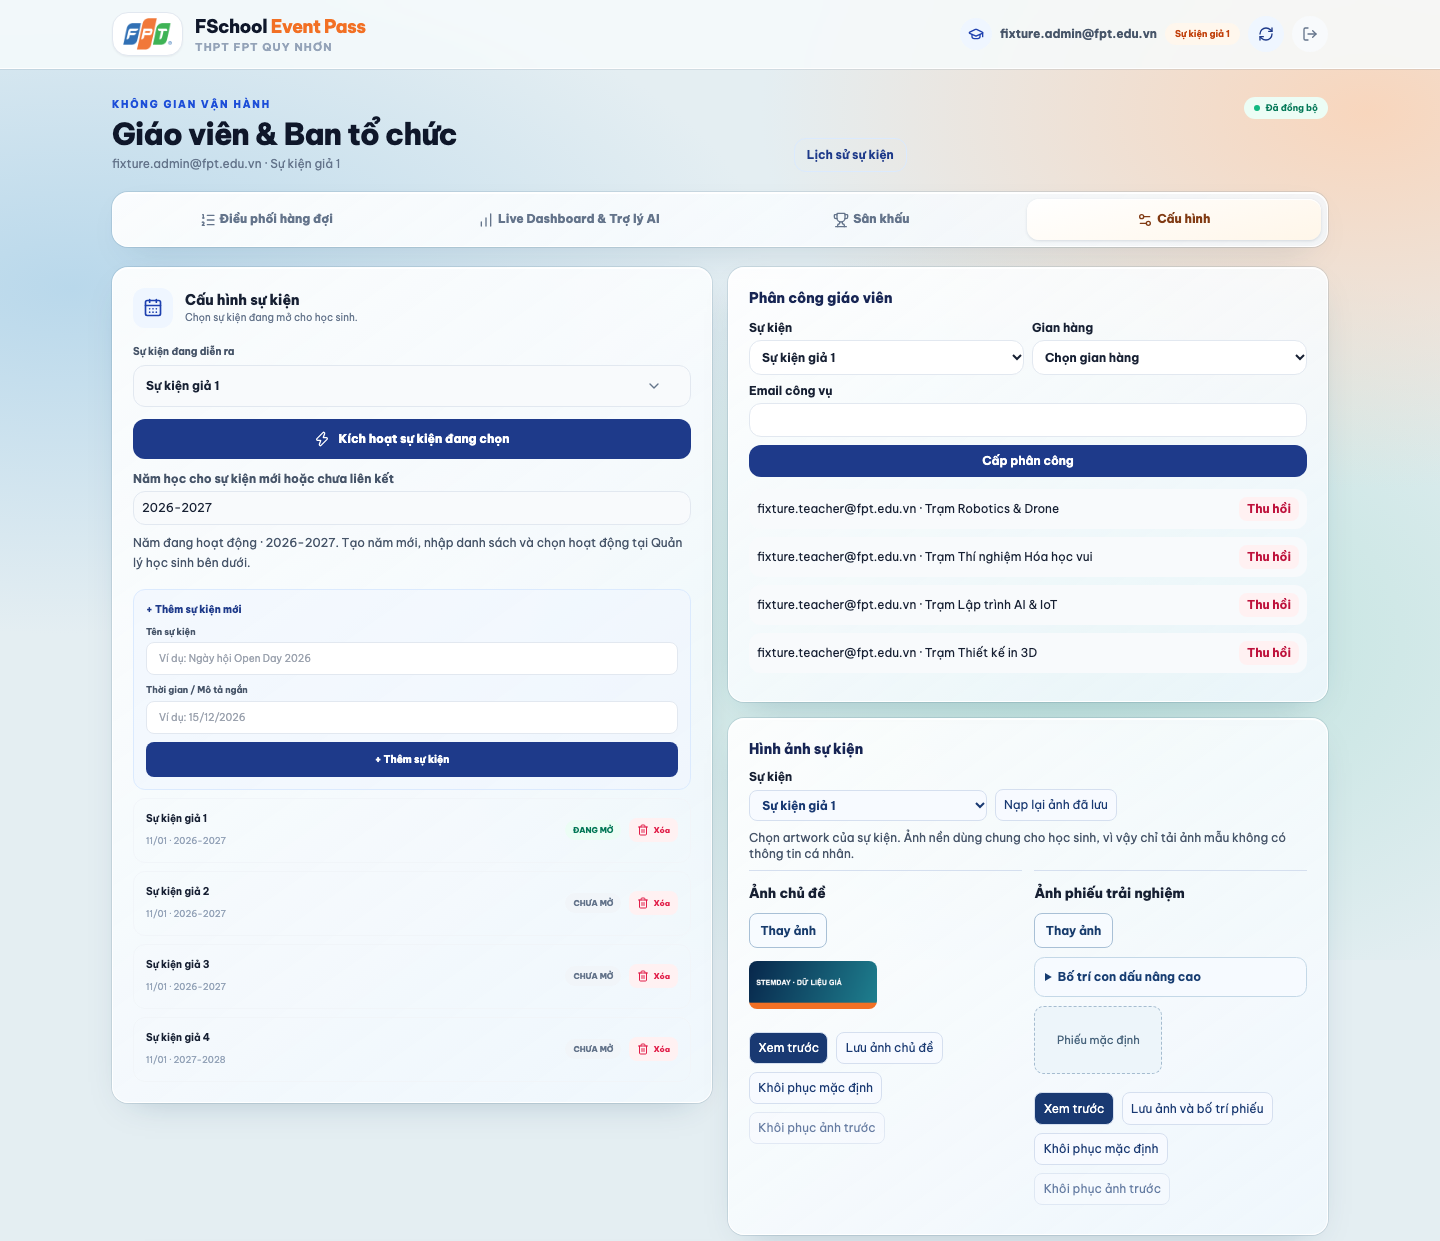 FPT
FSchool Event Pass
THPT FPT QUY NHƠN
fixture.admin@fpt.edu.vn
Sự kiện giả 1
KHÔNG GIAN VẬN HÀNH
Giáo viên & Ban tổ chức
fixture.admin@fpt.edu.vn · Sự kiện giả 1
Đã đồng bộ
Lịch sử sự kiện
Điều phối hàng đợi
Live Dashboard & Trợ lý AI
Sân khấu
Cấu hình
Cấu hình sự kiện
Chọn sự kiện đang mở cho học sinh.
Sự kiện đang diễn ra
Sự kiện giả 1
Kích hoạt sự kiện đang chọn
Năm học cho sự kiện mới hoặc chưa liên kết
2026-2027
Năm đang hoạt động · 2026-2027. Tạo năm mới, nhập danh sách và chọn hoạt động tại Quản
lý học sinh bên dưới.
+ Thêm sự kiện mới
Tên sự kiện
Ví dụ: Ngày hội Open Day 2026
Thời gian / Mô tả ngắn
Ví dụ: 15/12/2026
+ Thêm sự kiện
Sự kiện giả 1
11/01 · 2026-2027
ĐANG MỞ
Xóa
Sự kiện giả 2
11/01 · 2026-2027
CHƯA MỞ
Xóa
Sự kiện giả 3
11/01 · 2026-2027
CHƯA MỞ
Xóa
Sự kiện giả 4
11/01 · 2027-2028
CHƯA MỞ
Xóa
Phân công giáo viên
Sự kiện
Gian hàng
Sự kiện giả 1
Chọn gian hàng
Email công vụ
Cấp phân công
fixture.teacher@fpt.edu.vn · Trạm Robotics & Drone
Thu hồi
fixture.teacher@fpt.edu.vn · Trạm Thí nghiệm Hóa học vui
Thu hồi
fixture.teacher@fpt.edu.vn · Trạm Lập trình AI & IoT
Thu hồi
fixture.teacher@fpt.edu.vn · Trạm Thiết kế in 3D
Thu hồi
Hình ảnh sự kiện
Sự kiện
Sự kiện giả 1
Nạp lại ảnh đã lưu
Chọn artwork của sự kiện. Ảnh nền dùng chung cho học sinh, vì vậy chỉ tải ảnh mẫu không có
thông tin cá nhân.
Ảnh chủ đề
Thay ảnh
STEMDAY · DỮ LIỆU GIẢ
Xem trước
Lưu ảnh chủ đề
Khôi phục mặc định
Khôi phục ảnh trước
Ảnh phiếu trải nghiệm
Thay ảnh
Bố trí con dấu nâng cao
Phiếu mặc định
Xem trước
Lưu ảnh và bố trí phiếu
Khôi phục mặc định
Khôi phục ảnh trước